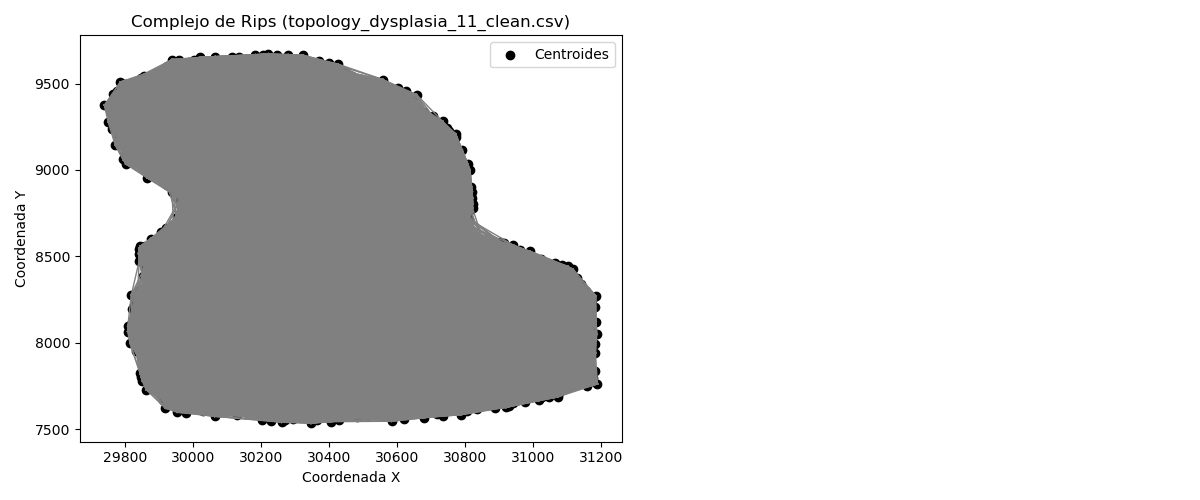 Complejo de Rips (topology_dysplasia_11_clean.csv)
Centroides
9500
9000
8500
8000
7500
Coordenada Y
29800 30000 30200 30400 30600 30800 31000 31200
Coordenada X